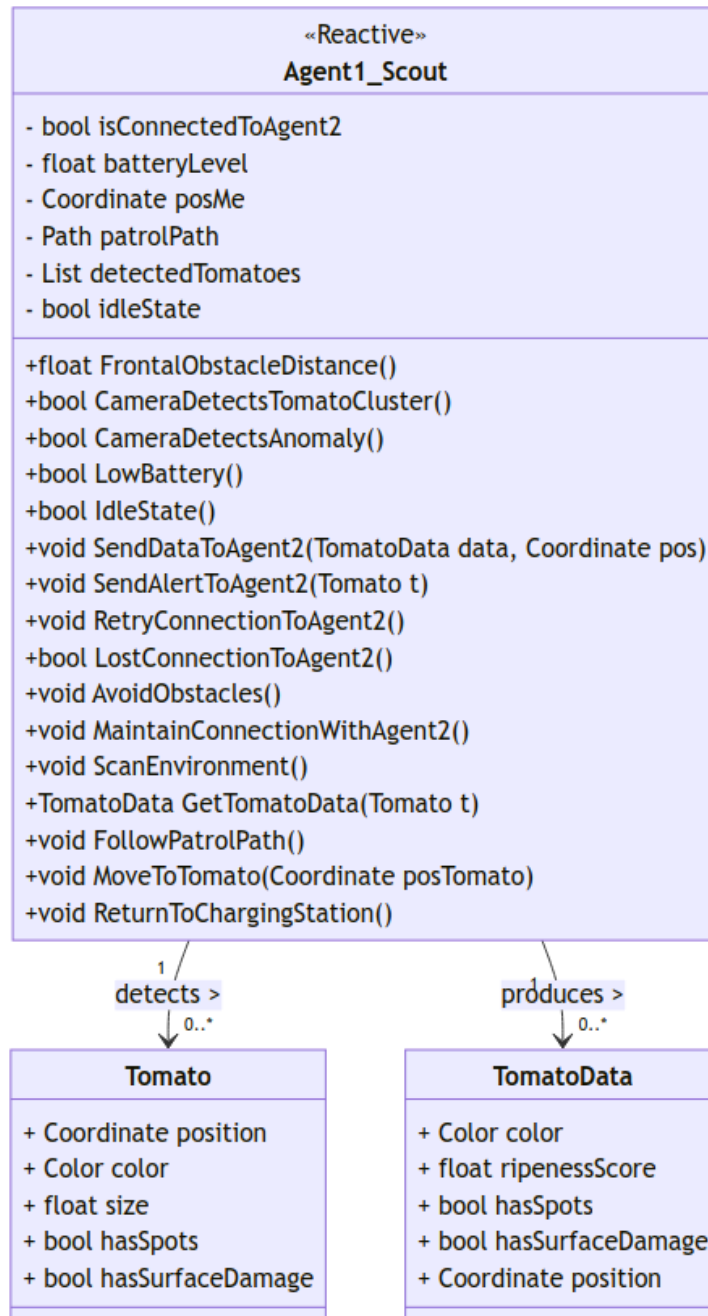 «Reactive»
Agent1_Scout
- bool isConnectedToAgent2
- float batteryLevel
- Coordinate posMe
- Path patrolPath
- List detectedTomatoes
- bool idleState
+float FrontalObstacleDistance()
+bool CameraDetectsTomatoCluster()
+bool CameraDetectsAnomaly()
+bool LowBattery()
+bool IdleState()
+void SendDataToAgent2(TomatoData data, Coordinate pos)
+void SendAlertToAgent2(Tomato t)
+void RetryConnectionToAgent2()
+bool LostConnectionToAgent2()
+void AvoidObstacles()
+void MaintainConnectionWithAgent2()
+void ScanEnvironment()
+TomatoData GetTomatoData(Tomato t)
+void FollowPatrolPath()
+void MoveToTomato(Coordinate posTomato)
+void ReturnToChargingStation()
1
detects >
0..*
1
produces >
0..*
Tomato
+ Coordinate position
+ Color color
+ float size
+ bool hasSpots
+ bool hasSurfaceDamage
TomatoData
+ Color color
+ float ripenessScore
+ bool hasSpots
+ bool hasSurfaceDamage
+ Coordinate position